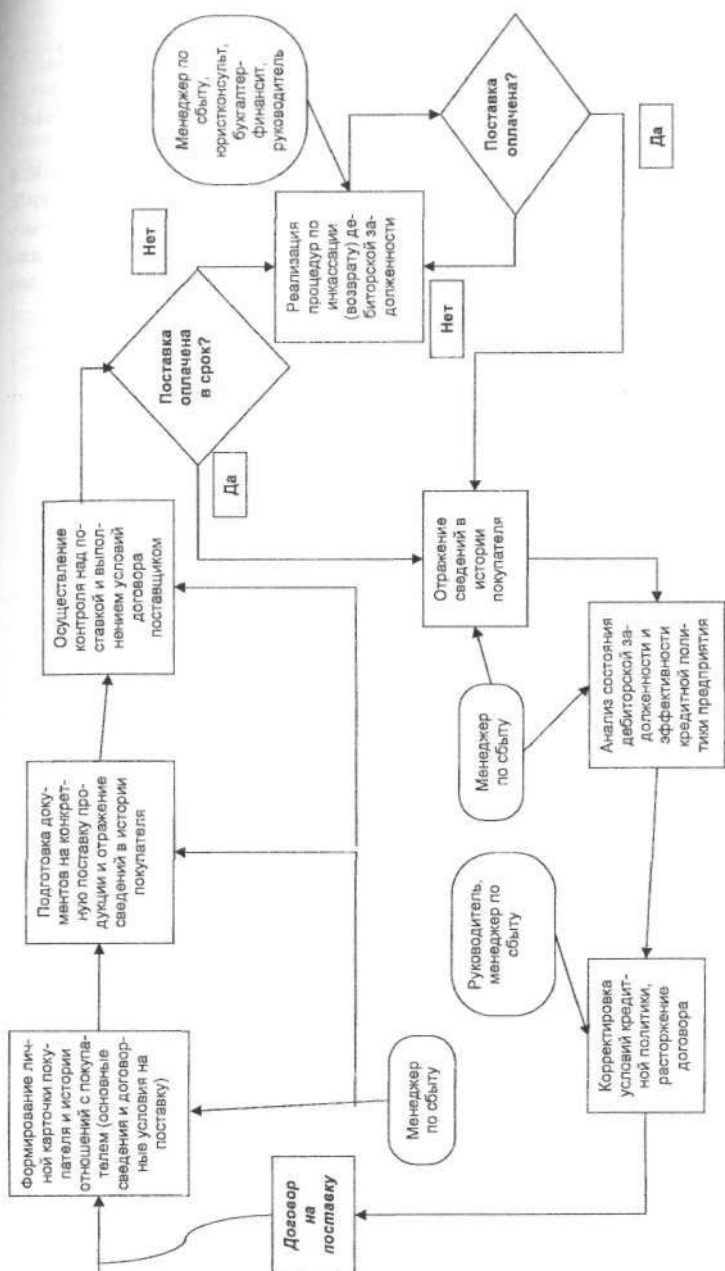 Формирование лич-
ной карточки поку-
пателя и истории
отношений с покупа-
телем (основные
сведения и договор-
ные условия на
поставку)
Подготовка доку-
ментов на конкрет-
ную поставку про-
дукции и отражение
сведений в истории
покупателя
Осуществление
контроля над по-
ставкой и выпол-
нением условий
договора
поставщиком
Поставка
оплачена
в срок?
Нет
Да
Менеджер по
сбыту,
юристконсульт,
бухгалтер-
финансит,
руководитель
Реализация
процедур по
инкассации
(возврату) де-
биторской за-
долженности
Поставка
оплачена?
Нет
Да
Договор
на
поставку
Менеджер
по сбыту
Руководитель,
менеджер по
сбыту
Менеджер
по сбыту
Отражение
сведений в
истории
покупателя
Корректировка
условий кредит-
ной политики,
расторжение
договора
Анализ состояния
дебиторской за-
долженности и
эффективности
кредитной поли-
тики предприятия